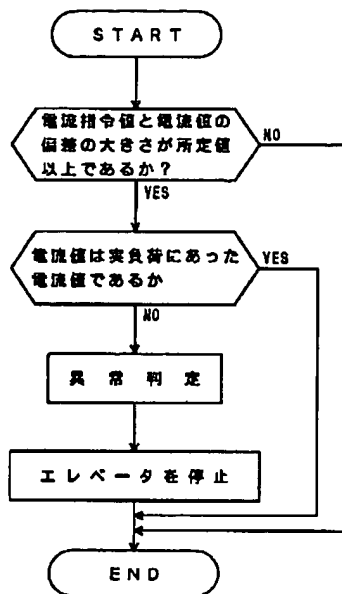 START
電流指令値と電流値の
偏差の大きさが所定値
以上であるか？
NO
YES
電流値は実負荷にあった
電流値であるか
YES
NO
異常判定
エレベータを停止
END